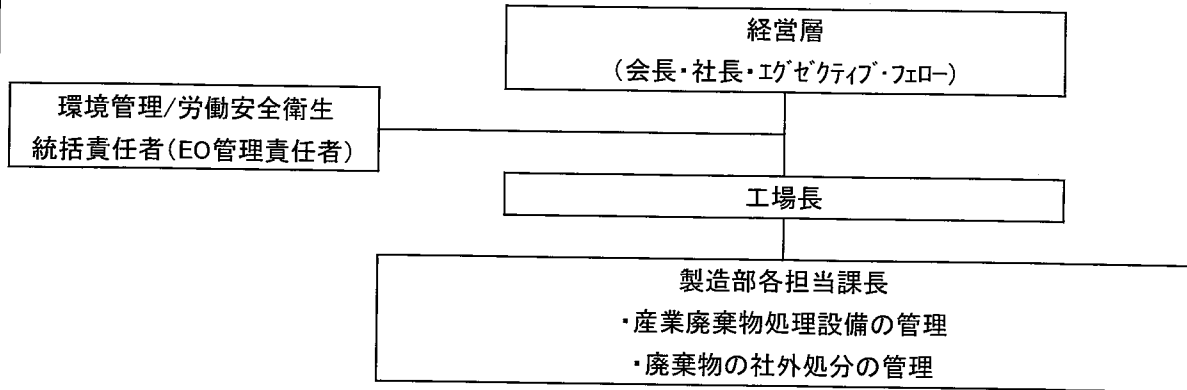 経営層
(会長・社長・エグゼクティブ・フェロー)
環境管理/労働安全衛生
統括責任者(EO管理責任者)
工場長
製造部各担当課長
・産業廃棄物処理設備の管理
・廃棄物の社外処分の管理